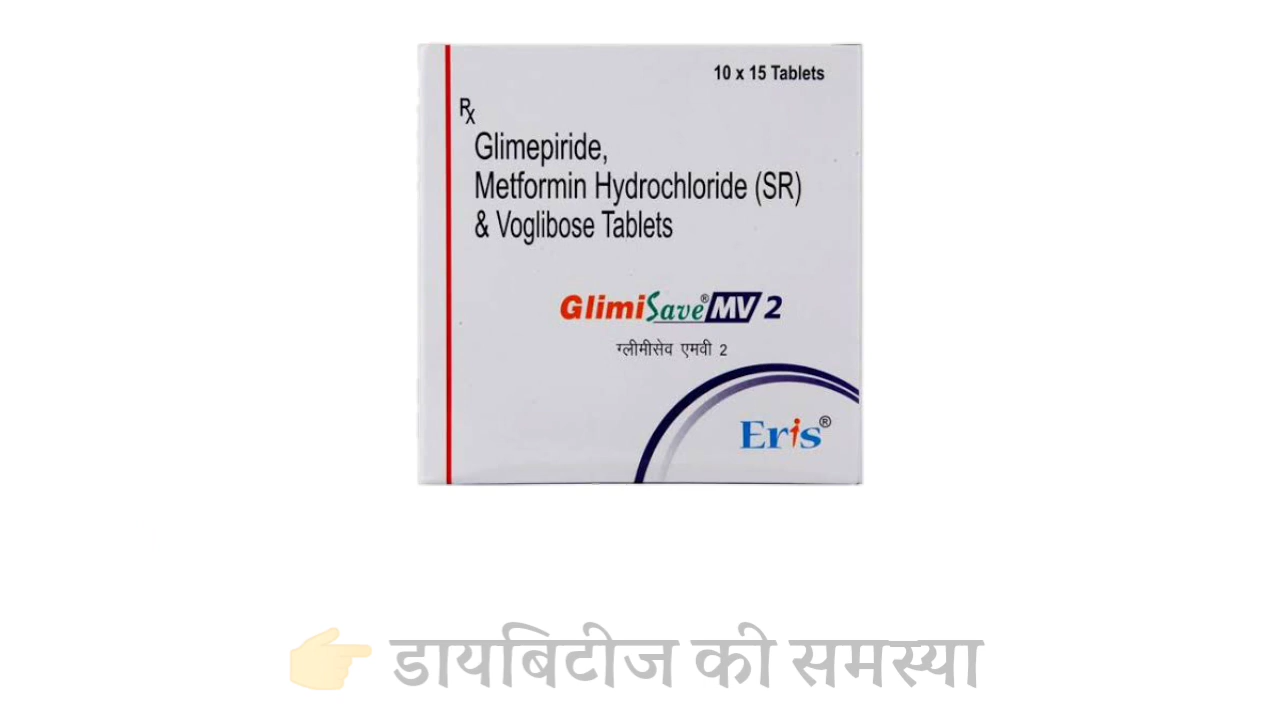 10 x 15 Tablets
Rx
Glimepiride,
Metformin Hydrochloride (SR)
& Voglibose Tablets
GlimiSave® MV 2
ग्लीमीसेव एमवी 2
Eris®
👉 डायबिटीज की समस्या